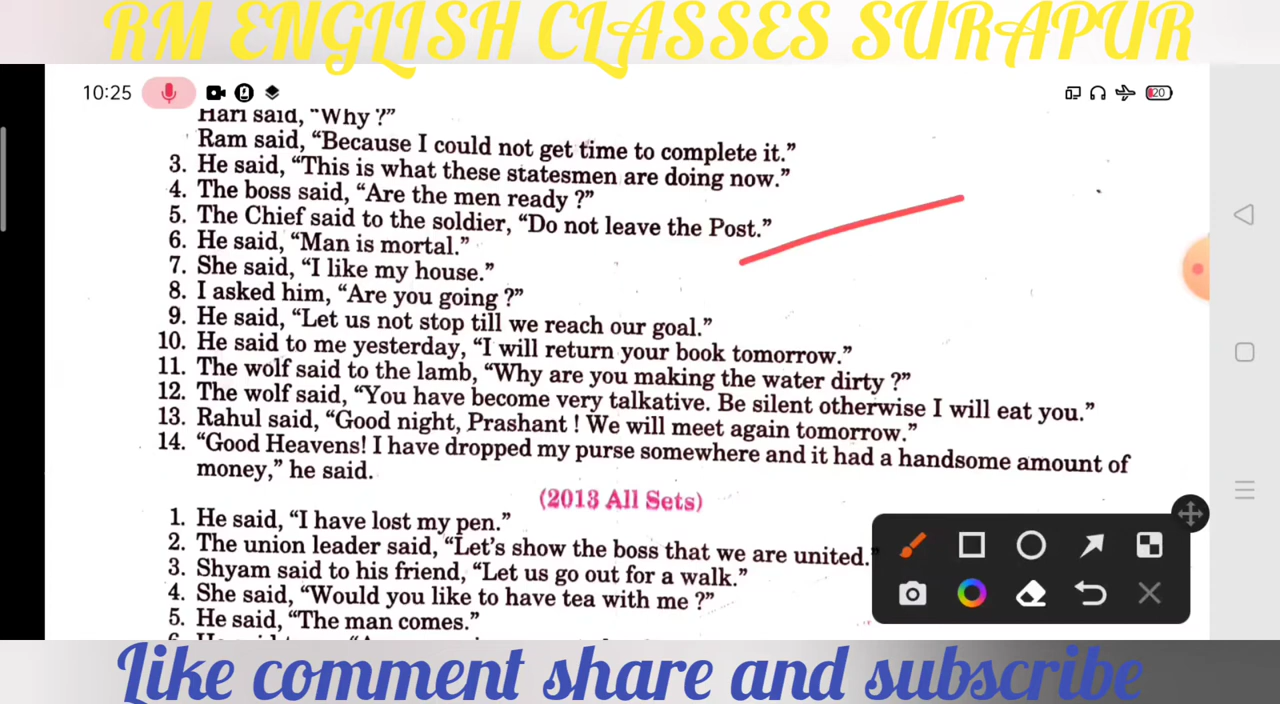 RM ENGLISH CLASSES SURAPUR
10:25
20
Hari said, "Why ?"
Ram said, "Because I could not get time to complete it."
3. He said, "This is what these statesmen are doing now."
4. The boss said, "Are the men ready ?"
5. The Chief said to the soldier, "Do not leave the Post."
6. He said, "Man is mortal."
7. She said, "I like my house."
8. I asked him, "Are you going ?"
9. He said, "Let us not stop till we reach our goal."
10. He said to me yesterday, "I will return your book tomorrow."
11. The wolf said to the lamb, "Why are you making the water dirty ?"
12. The wolf said, "You have become very talkative. Be silent otherwise I will eat you."
13. Rahul said, "Good night, Prashant ! We will meet again tomorrow."
14. "Good Heavens! I have dropped my purse somewhere and it had a handsome amount of
money," he said.
(2013 All Sets)
1. He said, "I have lost my pen."
2. The union leader said, "Let's show the boss that we are united."
3. Shyam said to his friend, "Let us go out for a walk."
4. She said, "Would you like to have tea with me ?"
5. He said, "The man comes."
Like comment share and subscribe